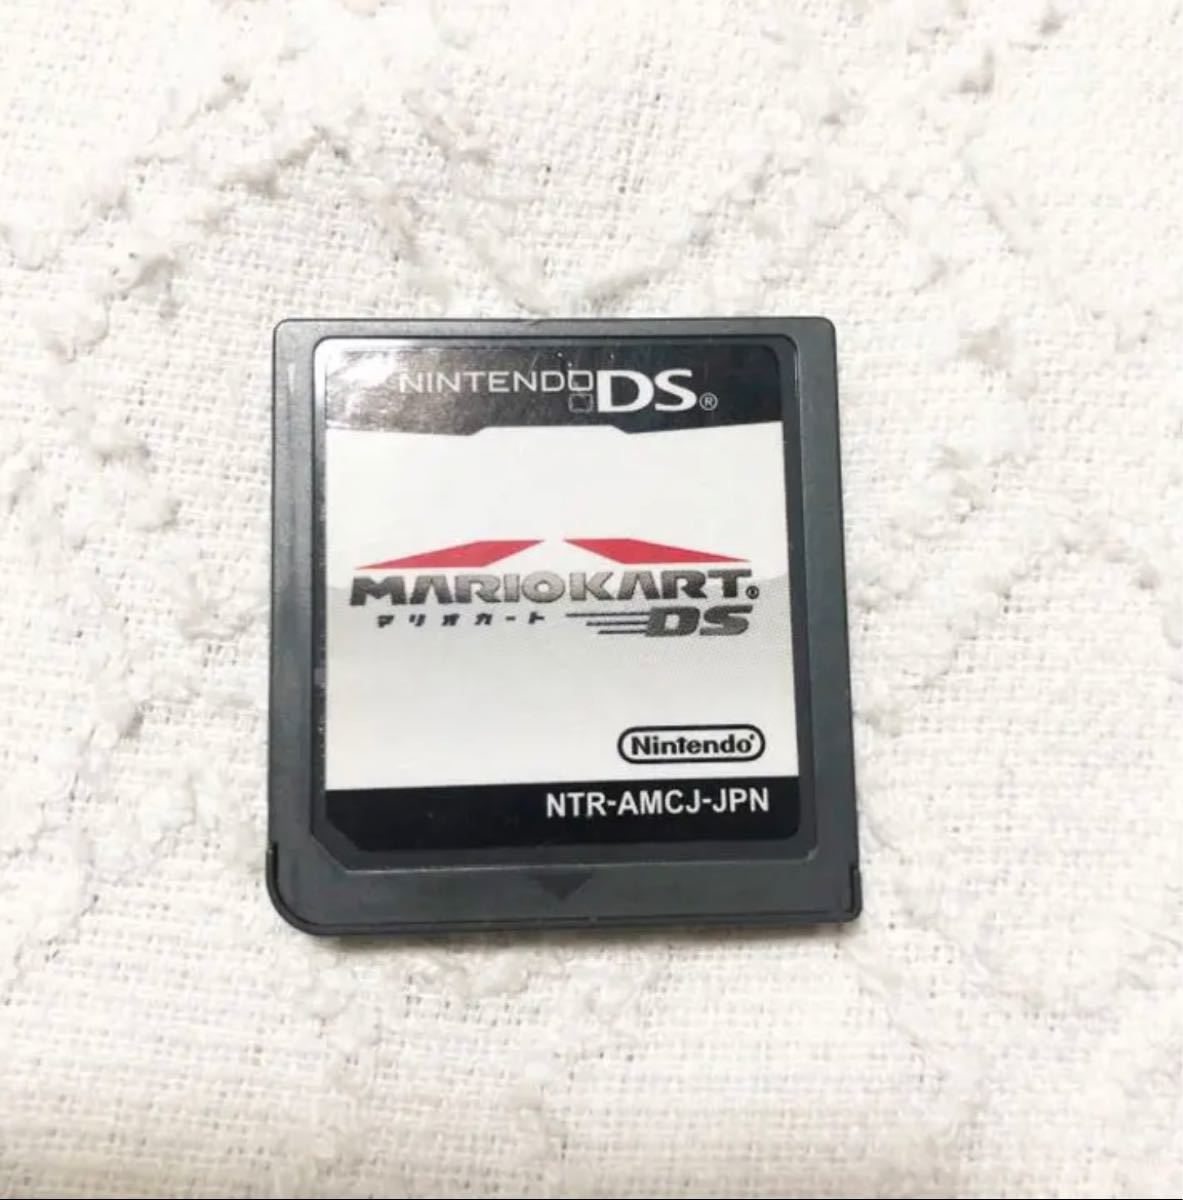 NINTENDO DS®
MARIOKART®
マリオカート DS
Nintendo®
NTR-AMCJ-JPN